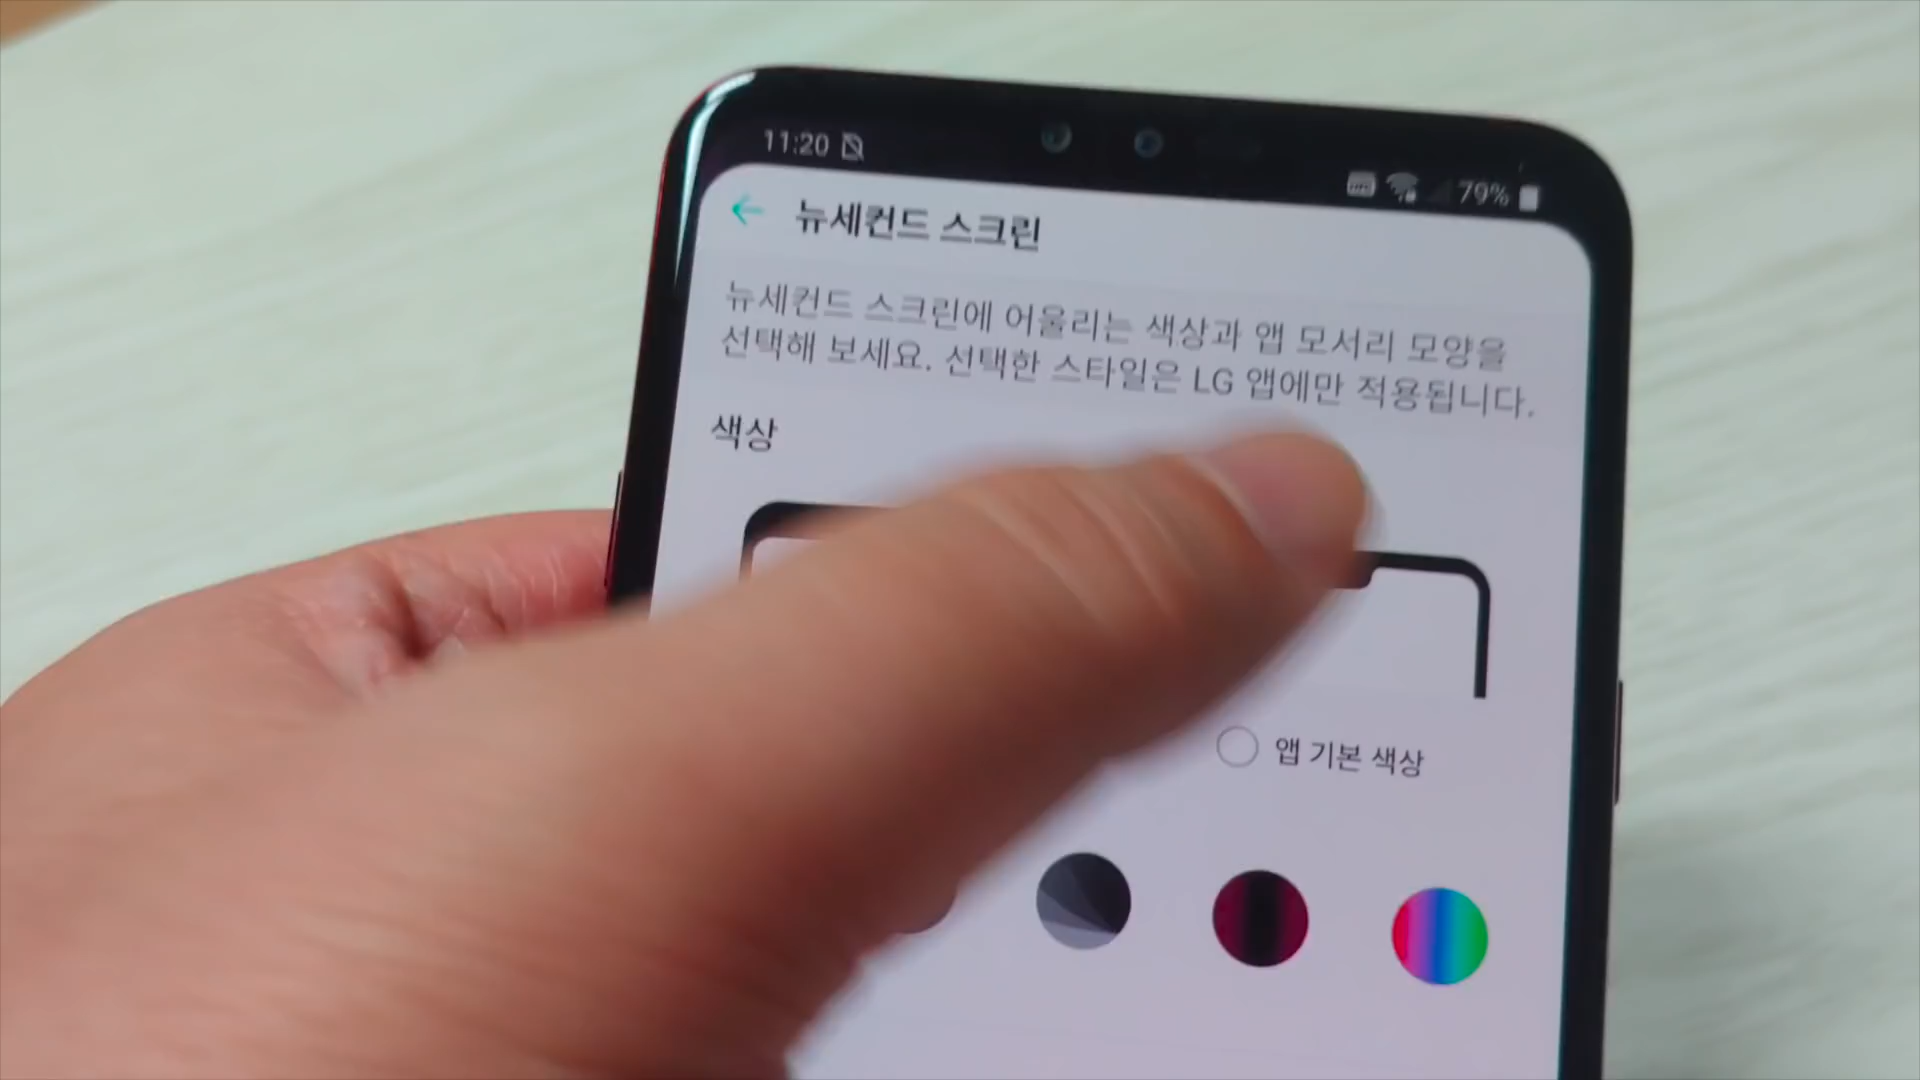 11:20
79%
뉴세컨드 스크린
뉴세컨드 스크린에 어울리는 색상과 앱 모서리 모양을
선택해 보세요. 선택한 스타일은 LG 앱에만 적용됩니다.
색상
앱 기본 색상